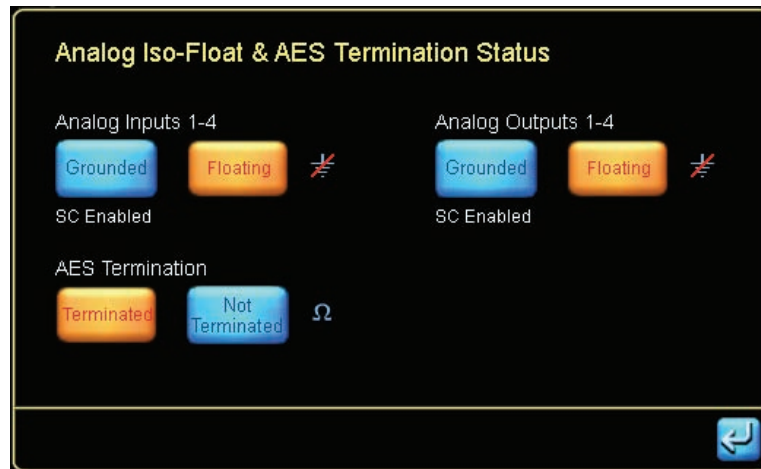 Analog Iso-Float & AES Termination Status
Analog Inputs 1-4
Grounded
Floating
SC Enabled
Analog Outputs 1-4
Grounded
Floating
SC Enabled
AES Termination
Terminated
Not
Terminated
Ω